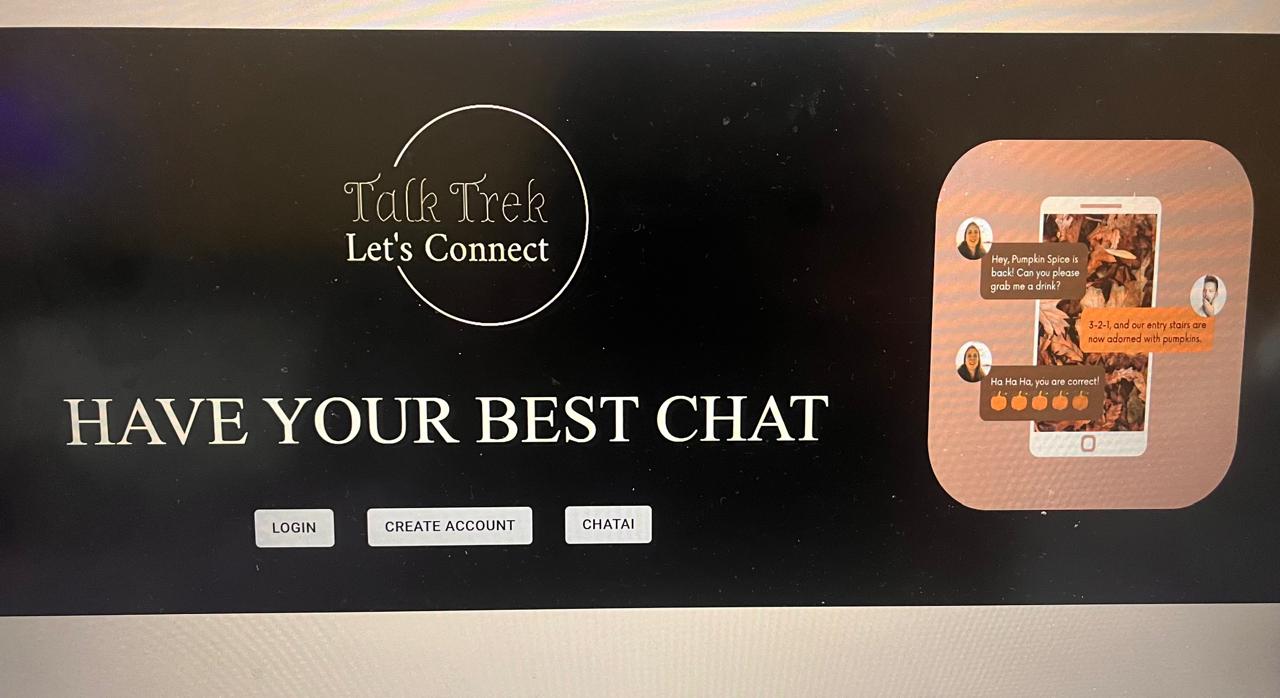 Talk Trek
Let's Connect
HAVE YOUR BEST CHAT
LOGIN
CREATE ACCOUNT
CHATAI
Hey, Pumpkin Spice is
back! Can you please
grab me a drink?
3-2-1, and our entry stairs are
now adorned with pumpkins.
Ha Ha Ha, you are correct!